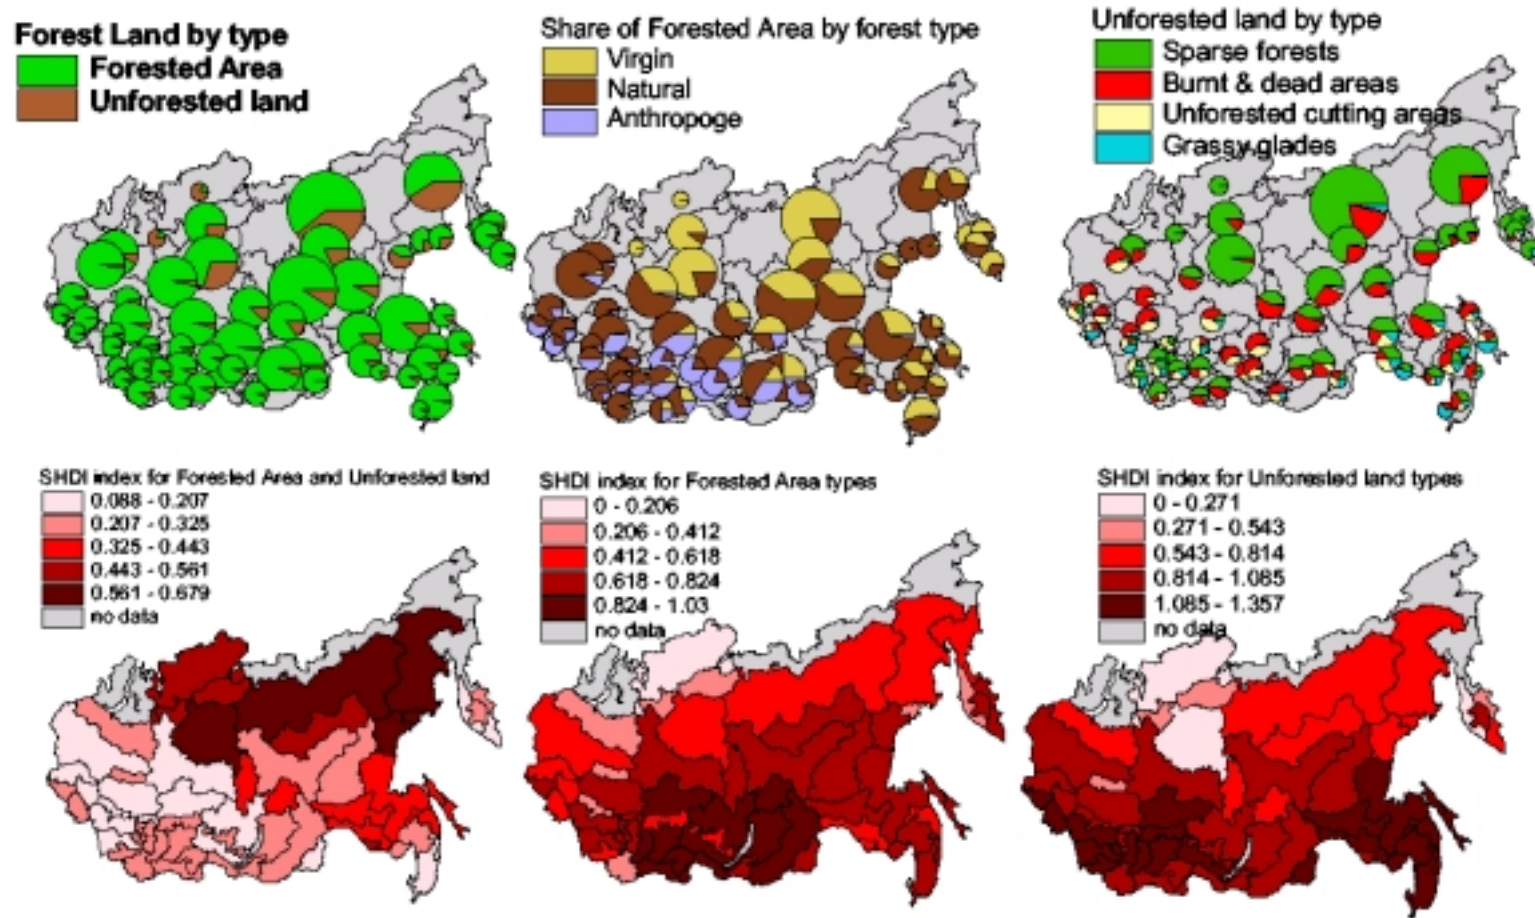 Forest Land by type
Forested Area
Unforested land
Share of Forested Area by forest type
Virgin
Natural
Anthropoge
Unforested land by type
Sparse forests
Burnt & dead areas
Unforested cutting areas
Grassy glades
SHDI index for Forested Area and Unforested land
0.088 - 0.207
0.207 - 0.325
0.325 - 0.443
0.443 - 0.561
0.561 - 0.679
no data
SHDI index for Forested Area types
0 - 0.206
0.206 - 0.412
0.412 - 0.618
0.618 - 0.824
0.824 - 1.03
no data
SHDI index for Unforested land types
0 - 0.271
0.271 - 0.543
0.543 - 0.814
0.814 - 1.085
1.085 - 1.357
no data